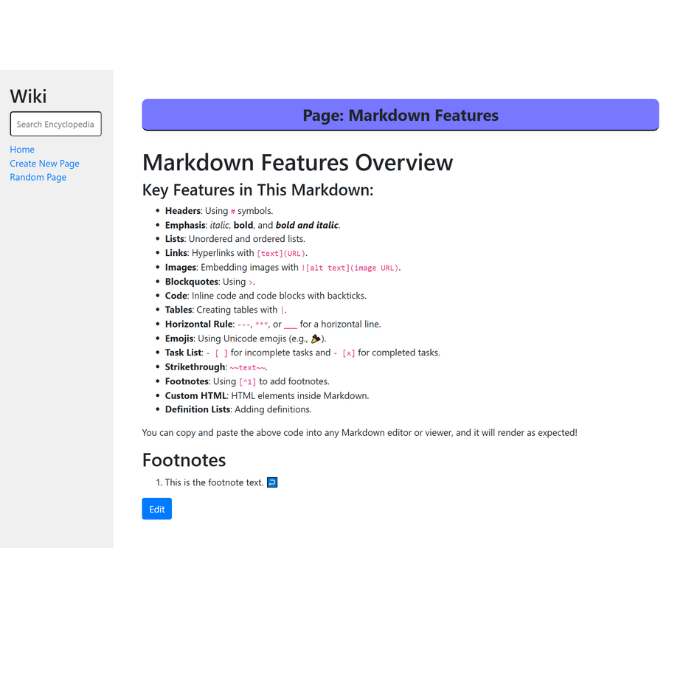 Wiki
Search Encyclopedia
Home
Create New Page
Random Page
Page: Markdown Features
Markdown Features Overview
Key Features in This Markdown:
• Headers: Using # symbols.
• Emphasis: italic, bold, and bold and italic.
• Lists: Unordered and ordered lists.
• Links: Hyperlinks with [text](URL).
• Images: Embedding images with ![alt text](image URL).
• Blockquotes: Using >.
• Code: Inline code and code blocks with backticks.
• Tables: Creating tables with |.
• Horizontal Rule: ---, ***, or ___ for a horizontal line.
• Emojis: Using Unicode emojis (e.g., 🎉).
• Task List: - [ ] for incomplete tasks and - [x] for completed tasks.
• Strikethrough: ~~text~~.
• Footnotes: Using [^1] to add footnotes.
• Custom HTML: HTML elements inside Markdown.
• Definition Lists: Adding definitions.
You can copy and paste the above code into any Markdown editor or viewer, and it will render as expected!
Footnotes
1. This is the footnote text. ↩
Edit